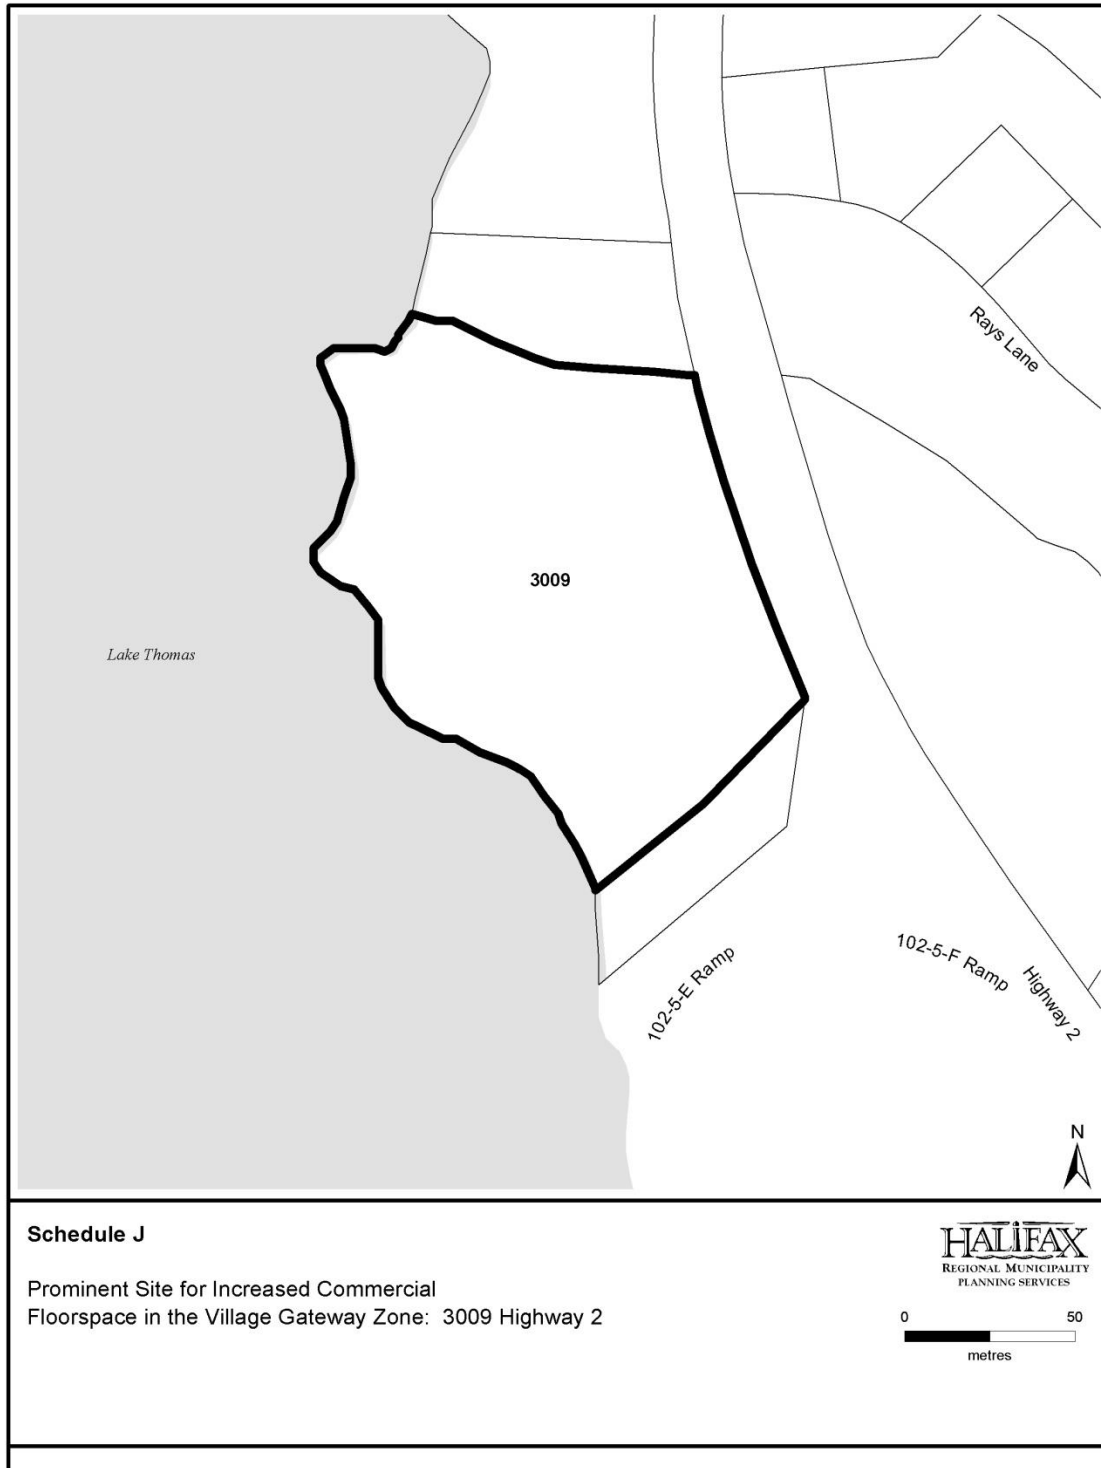 Rays Lane
3009
Lake Thomas
102-5-E Ramp
102-5-F Ramp
Highway 2
N
Schedule J
Prominent Site for Increased Commercial
Floorspace in the Village Gateway Zone: 3009 Highway 2
HALIFAX
REGIONAL MUNICIPALITY
PLANNING SERVICES
0 50
metres